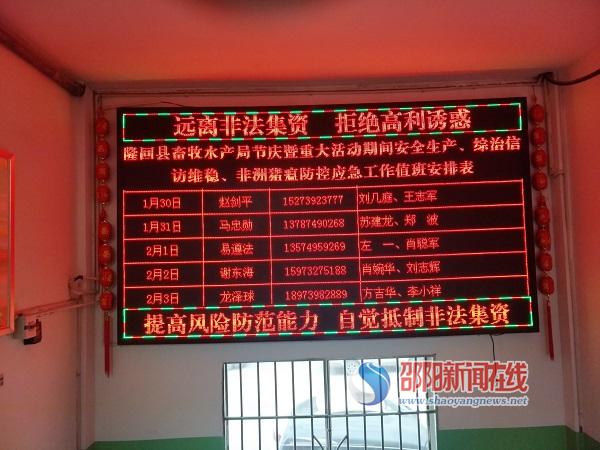 远离非法集资 拒绝高利诱惑
隆回县畜牧水产局节庆暨重大活动期间安全生产、综治信
访维稳、非洲猪瘟防控应急工作值班安排表
1月30日 赵剑平 15273923777 刘几庭、王志军
1月31日 马忠勋 13787490268 苏建龙、郑 波
2月1日 易遵法 13574959269 左 一、肖聪军
2月2日 谢东海 15973275188 肖婉华、刘志辉
2月3日 龙泽球 18973982889 方吉华、李小祥
提高风险防范能力 自觉抵制非法集资
邵阳新闻在线
www.shaoyangnews.net